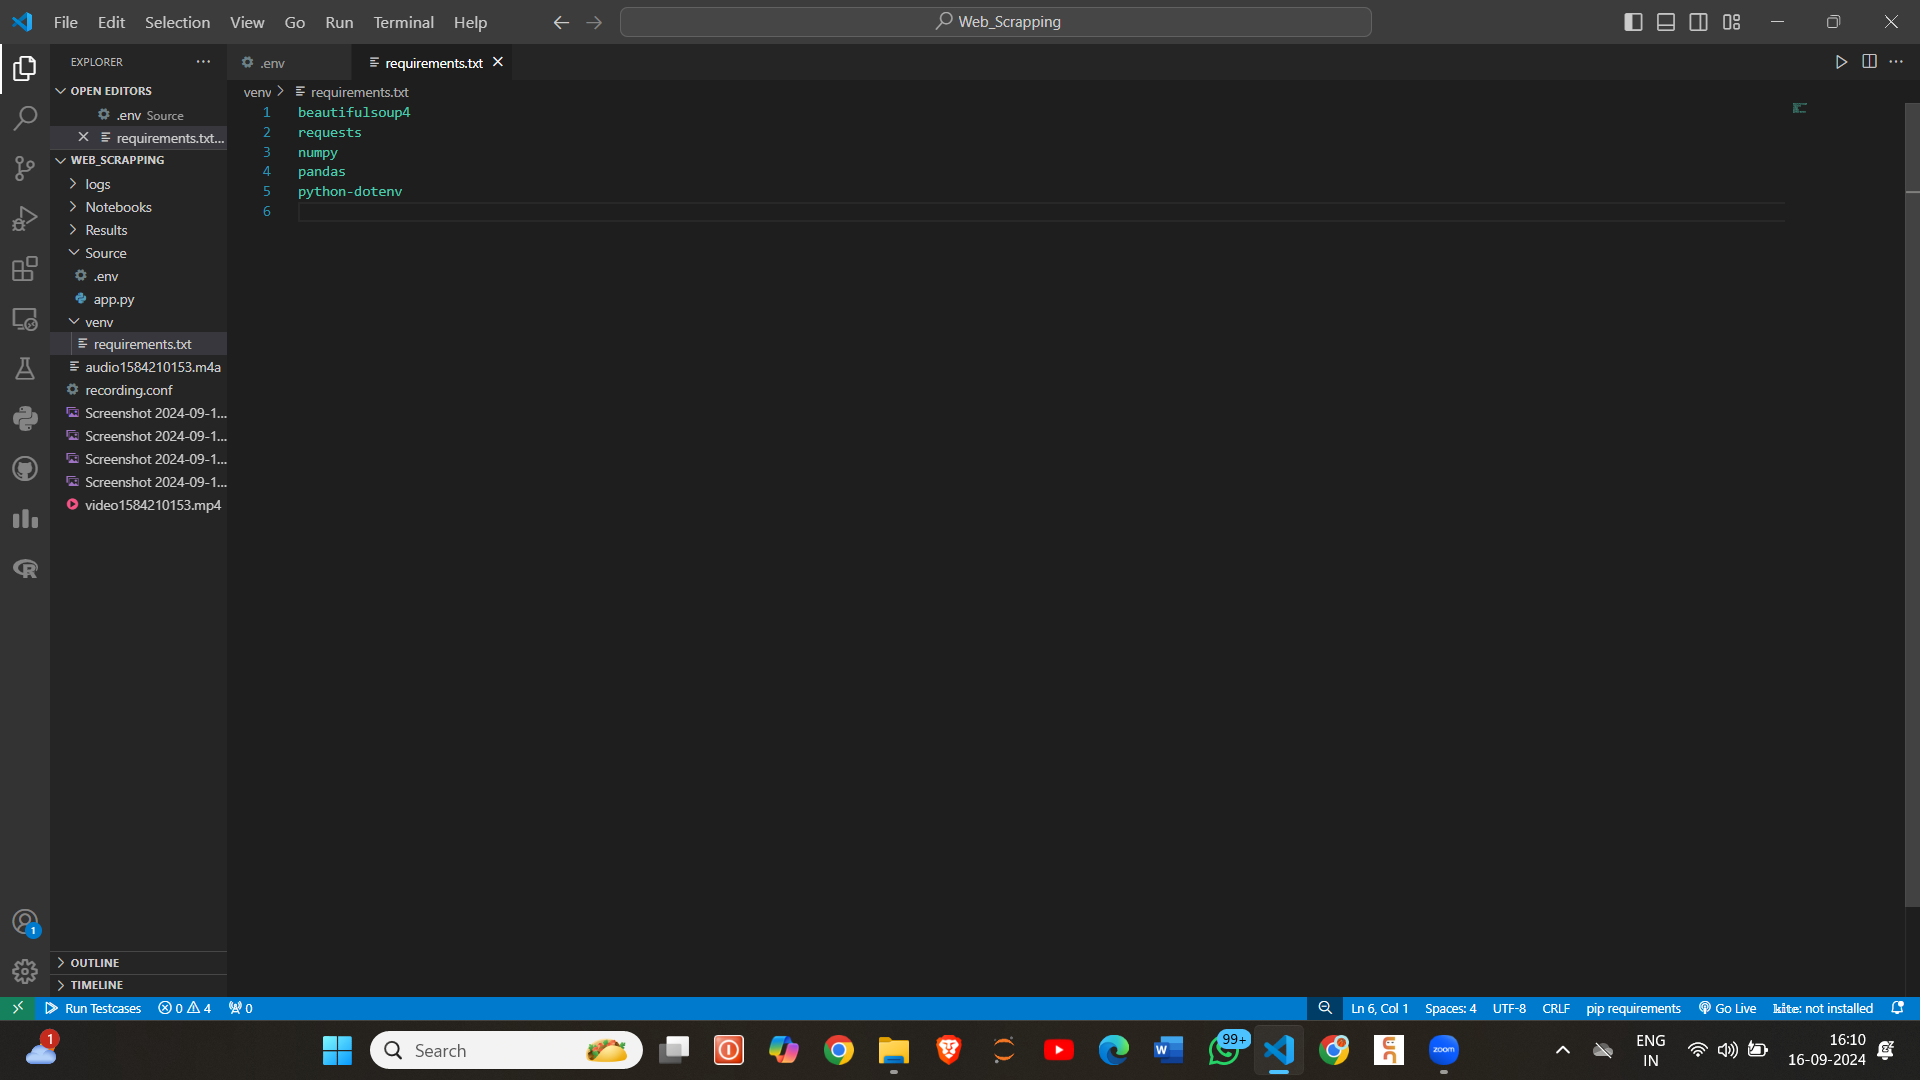 File Edit Selection View Go Run Terminal Help
Web_Scrapping
EXPLORER
OPEN EDITORS
.env Source
requirements.txt...
WEB_SCRAPPING
logs
Notebooks
Results
Source
.env
app.py
venv
requirements.txt
audio1584210153.m4a
recording.conf
Screenshot 2024-09-1...
Screenshot 2024-09-1...
Screenshot 2024-09-1...
Screenshot 2024-09-1...
video1584210153.mp4
OUTLINE
TIMELINE
.env requirements.txt
venv > requirements.txt
1 beautifulsoup4
2 requests
3 numpy
4 pandas
5 python-dotenv
6
1
Run Testcases 0 4 0
Ln 6, Col 1 Spaces: 4 UTF-8 CRLF pip requirements Go Live kite: not installed
1
Search
99+
zoom
ENG
IN
16:10
16-09-2024